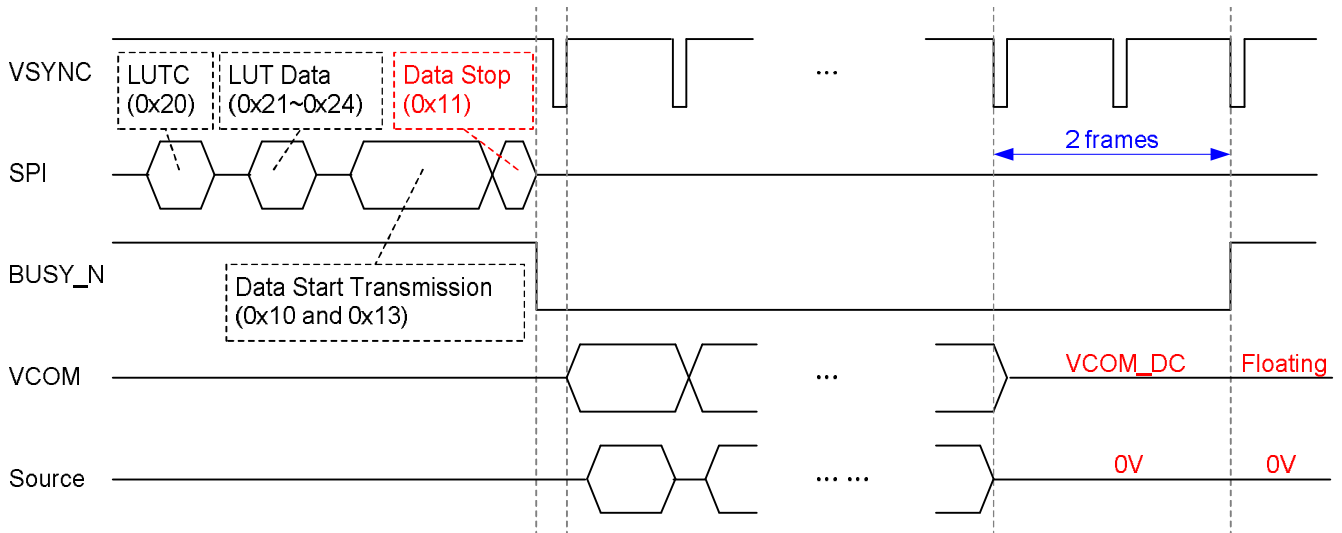 VSYNC
LUTC
(0x20)
LUT Data
(0x21~0x24)
Data Stop
(0x11)
...
2 frames
SPI
BUSY_N
Data Start Transmission
(0x10 and 0x13)
VCOM
...
VCOM_DC
Floating
Source
... ...
0V
0V